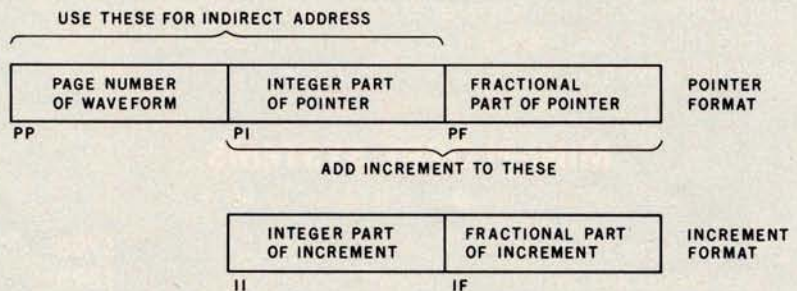 USE THESE FOR INDIRECT ADDRESS
PAGE NUMBER
OF WAVEFORM
INTEGER PART
OF POINTER
FRACTIONAL
PART OF POINTER
POINTER
FORMAT
PP
PI
PF
ADD INCREMENT TO THESE
INTEGER PART
OF INCREMENT
FRACTIONAL PART
OF INCREMENT
INCREMENT
FORMAT
II
IF